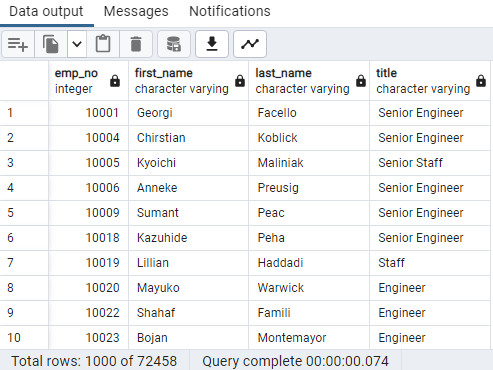 Data output Messages Notifications
emp_no first_name last_name title
integer character varying character varying character varying
1 10001 Georgi Facello Senior Engineer
2 10004 Chirstian Koblick Senior Engineer
3 10005 Kyoichi Maliniak Senior Staff
4 10006 Anneke Preusig Senior Engineer
5 10009 Sumant Peac Senior Engineer
6 10018 Kazuhide Peha Senior Engineer
7 10019 Lillian Haddadi Staff
8 10020 Mayuko Warwick Engineer
9 10022 Shahaf Famili Engineer
10 10023 Bojan Montemayor Engineer
Total rows: 1000 of 72458 Query complete 00:00:00.074